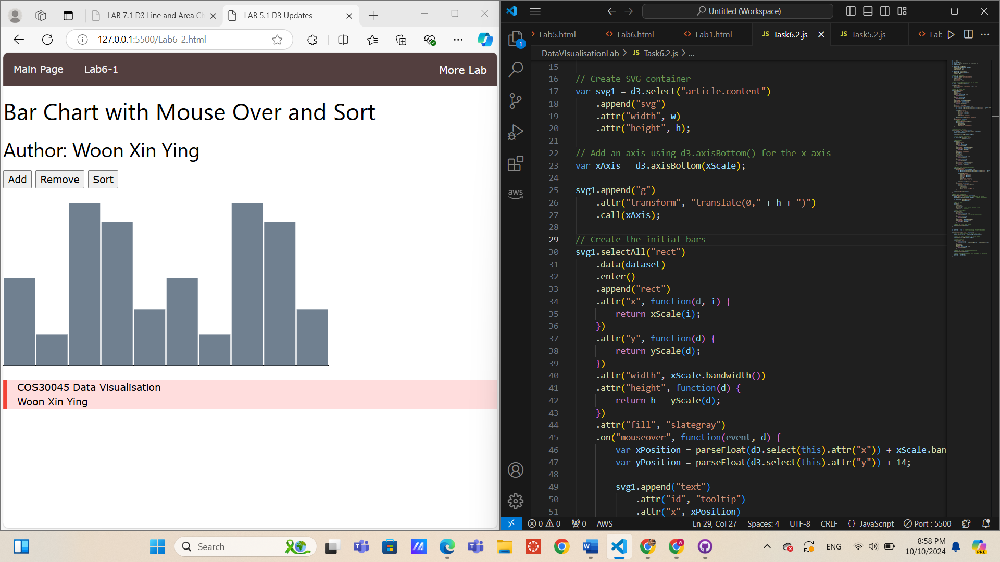 LAB 7.1 D3 Line and Area Ch
LAB 5.1 D3 Updates
127.0.0.1:5500/Lab6-2.html
Main Page
Lab6-1
More Lab
Bar Chart with Mouse Over and Sort
Author: Woon Xin Ying
Add
Remove
Sort
COS30045 Data Visualisation
Woon Xin Ying
Untitled (Workspace)
1
Lab5.html
Lab6.html
Lab1.html
JS Task6.2.js
JS Task5.2.js
Lab
DataVIsualisationLab > JS Task6.2.js > ...
aws
15
16 // Create SVG container
17 var svg1 = d3.select("article.content")
18 .append("svg")
19 .attr("width", w)
20 .attr("height", h);
21
22 // Add an axis using d3.axisBottom() for the x-axis
23 var xAxis = d3.axisBottom(xScale);
24
25 svg1.append("g")
26 .attr("transform", "translate(0," + h + ")")
27 .call(xAxis);
28
29 // Create the initial bars
30 svg1.selectAll("rect")
31 .data(dataset)
32 .enter()
33 .append("rect")
34 .attr("x", function(d, i) {
35 return xScale(i);
36 })
37 .attr("y", function(d) {
38 return yScale(d);
39 })
40 .attr("width", xScale.bandwidth())
41 .attr("height", function(d) {
42 return h - yScale(d);
43 })
44 .attr("fill", "slategray")
45 .on("mouseover", function(event, d) {
46 var xPosition = parseFloat(d3.select(this).attr("x")) + xScale.ban
47 var yPosition = parseFloat(d3.select(this).attr("y")) + 14;
48
49 svg1.append("text")
50 .attr("id", "tooltip")
51 .attr("x", xPosition)
0 0 0 AWS Ln 29, Col 27 Spaces: 4 UTF-8 CRLF {} JavaScript Port : 5500
Search
W
W
ENG
8:58 PM
10/10/2024
PRE